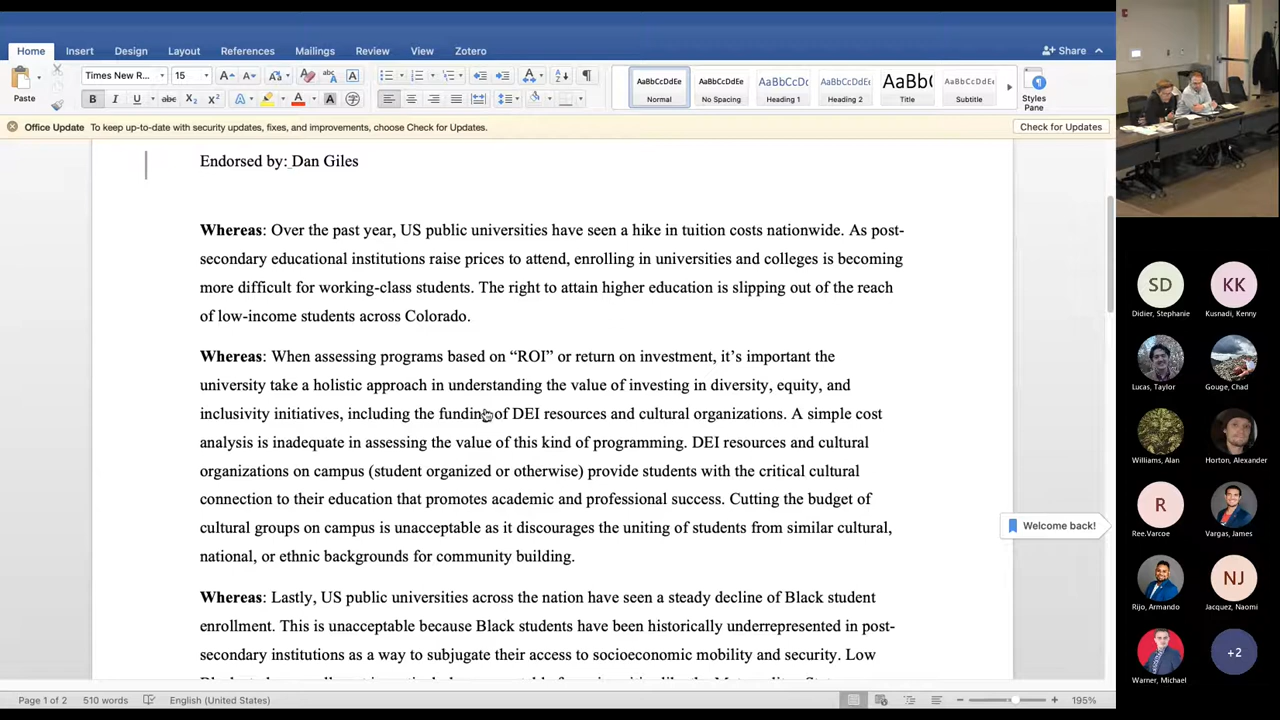 Home Insert Design Layout References Mailings Review View Zotero Share
Paste Times New R... 15 AaBbCcDdEe AaBbCcDdEe AaBbCcDc AaBbCcDdEe AaBb( AaBbCcDdEe
Normal No Spacing Heading 1 Heading 2 Title Subtitle Styles Pane
Office Update To keep up-to-date with security updates, fixes, and improvements, choose Check for Updates. Check for Updates
Endorsed by: Dan Giles
Whereas: Over the past year, US public universities have seen a hike in tuition costs nationwide. As post-
secondary educational institutions raise prices to attend, enrolling in universities and colleges is becoming
more difficult for working-class students. The right to attain higher education is slipping out of the reach
of low-income students across Colorado.
Whereas: When assessing programs based on “ROI” or return on investment, it’s important the
university take a holistic approach in understanding the value of investing in diversity, equity, and
inclusivity initiatives, including the funding of DEI resources and cultural organizations. A simple cost
analysis is inadequate in assessing the value of this kind of programming. DEI resources and cultural
organizations on campus (student organized or otherwise) provide students with the critical cultural
connection to their education that promotes academic and professional success. Cutting the budget of
cultural groups on campus is unacceptable as it discourages the uniting of students from similar cultural,
national, or ethnic backgrounds for community building.
Whereas: Lastly, US public universities across the nation have seen a steady decline of Black student
enrollment. This is unacceptable because Black students have been historically underrepresented in post-
secondary institutions as a way to subjugate their access to socioeconomic mobility and security. Low
Welcome back!
Page 1 of 2 510 words English (United States) 195%
SD KK
Didier, Stephanie Kusnadi, Kenny
Lucas, Taylor Gouge, Chad
Williams, Alan Horton, Alexander
R
Ree.Varcoe Vargas, James
NJ
Rijo, Armando Jacquez, Naomi
+2
Warner, Michael